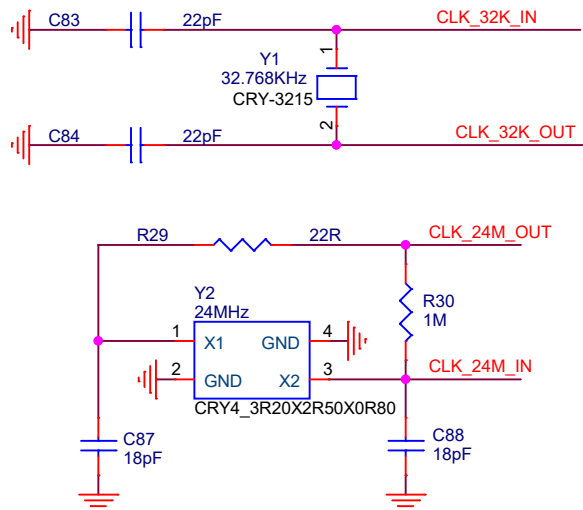 C83 22pF CLK_32K_IN
1
Y1
32.768KHz
CRY-3215
2
C84 22pF CLK_32K_OUT
R29 22R CLK_24M_OUT
Y2
24MHz
R30
1M
1 X1 GND 4
2 GND X2 3 CLK_24M_IN
CRY4_3R20X2R50X0R80
C87
18pF
C88
18pF